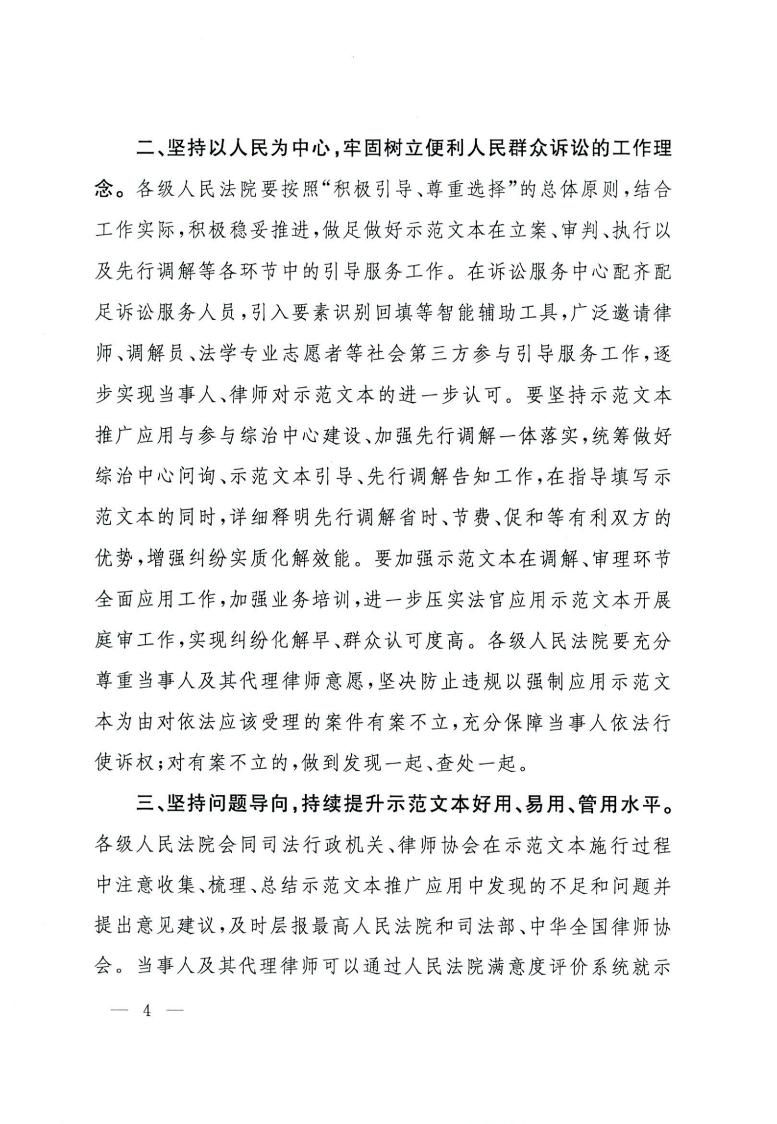 二、坚持以人民为中心,牢固树立便利人民群众诉讼的工作理
念。各级人民法院要按照“积极引导、尊重选择”的总体原则,结合
工作实际,积极稳妥推进,做足做好示范文本在立案、审判、执行以
及先行调解等各环节中的引导服务工作。在诉讼服务中心配齐配
足诉讼服务人员,引入要素识别回填等智能辅助工具,广泛邀请律
师、调解员、法学专业志愿者等社会第三方参与引导服务工作,逐
步实现当事人、律师对示范文本的进一步认可。要坚持示范文本
推广应用与参与综治中心建设、加强先行调解一体落实,统筹做好
综治中心问询、示范文本引导、先行调解告知工作,在指导填写示
范文本的同时,详细释明先行调解省时、节费、促和等有利双方的
优势,增强纠纷实质化解效能。要加强示范文本在调解、审理环节
全面应用工作,加强业务培训,进一步压实法官应用示范文本开展
庭审工作,实现纠纷化解早、群众认可度高。各级人民法院要充分
尊重当事人及其代理律师意愿,坚决防止违规以强制应用示范文
本为由对依法应该受理的案件有案不立,充分保障当事人依法行
使诉权;对有案不立的,做到发现一起、查处一起。
三、坚持问题导向,持续提升示范文本好用、易用、管用水平。
各级人民法院会同司法行政机关、律师协会在示范文本施行过程
中注意收集、梳理、总结示范文本推广应用中发现的不足和问题并
提出意见建议,及时层报最高人民法院和司法部、中华全国律师协
会。当事人及其代理律师可以通过人民法院满意度评价系统就示
— 4 —